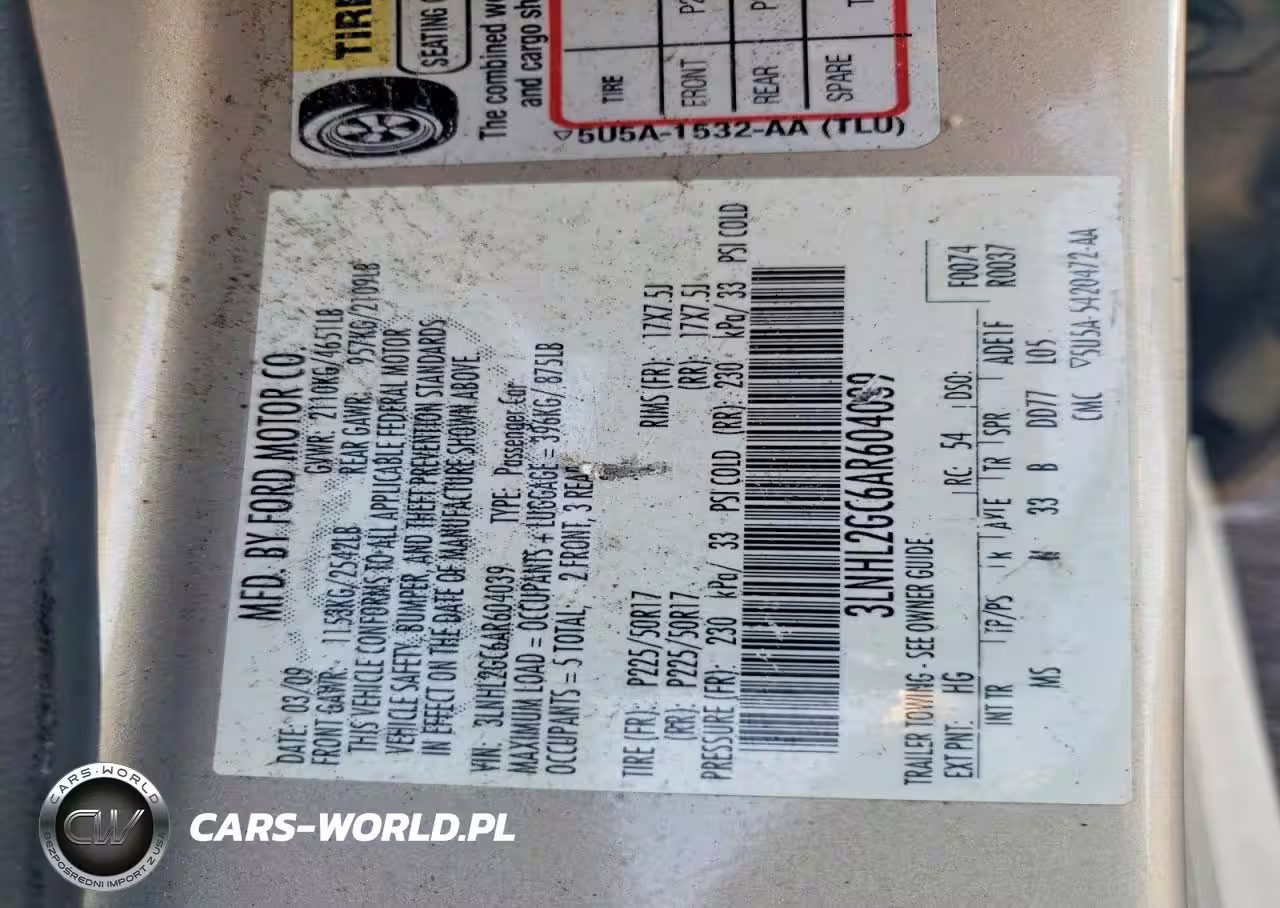 TIRE
SEATING
The combined
and cargo
TIRE
FRONT
REAR
SPARE
5U5A-1532-AA (TLU)
MFD. BY FORD MOTOR CO.
DATE: 03/09 GVWR: 2110KG/4651LB
FRONT GAWR: 1153KG/2542LB REAR GAWR: 957KG/2109LB
THIS VEHICLE CONFORMS TO ALL APPLICABLE FEDERAL MOTOR
VEHICLE SAFETY, BUMPER, AND THEFT PREVENTION STANDARDS
IN EFFECT ON THE DATE OF MANUFACTURE SHOWN ABOVE.
VIN: 3LNHL2GC6AR604039 TYPE: Passenger Car
MAXIMUM LOAD = OCCUPANTS + LUGGAGE = 396KG/875LB
OCCUPANTS = 5 TOTAL, 2 FRONT, 3 REAR
TIRE (FR): P225/50R17 RIMS (FR): 17X7.5J
(RR): P225/50R17 (RR): 17X7.5J
PRESSURE (FR): 230 kPa/ 33 PSI COLD (RR) 230 kPa/ 33 PSI COLD
3LNHL2GC6AR604039
TRAILER TOWING - SEE OWNER GUIDE.
EXT PNT: HG RC: 54 DSO: F0074
INT TR TP/PS R AXLE TR SPR ADEIF R0037
MS N 33 B DD77 L05
CMC 5U5A-5420472-AA
CARS-WORLD
CW
BEZPOŚREDNI IMPORT Z USA
CARS-WORLD.PL